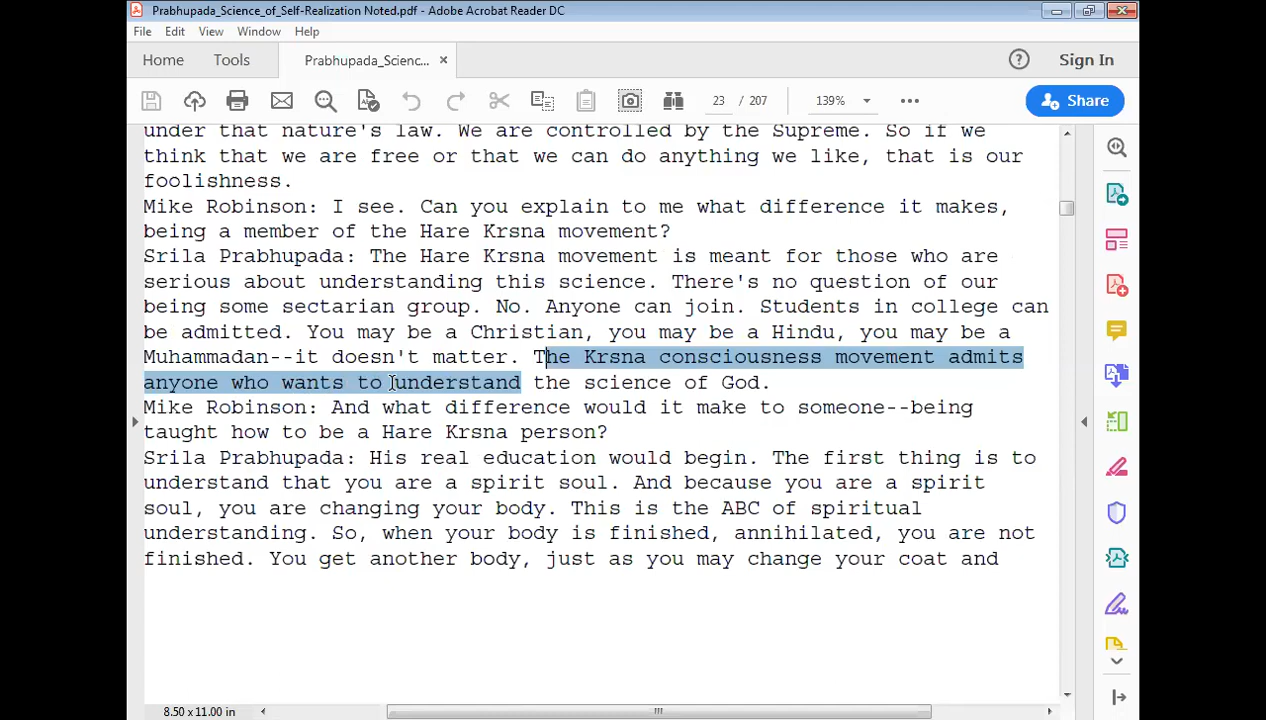 Prabhupada_Science_of_Self-Realization Noted.pdf - Adobe Acrobat Reader DC
File Edit View Window Help
Home Tools Prabhupada_Scienc... × Sign In
23 / 207 139% Share
under that nature's law. We are controlled by the Supreme. So if we
think that we are free or that we can do anything we like, that is our
foolishness.
Mike Robinson: I see. Can you explain to me what difference it makes,
being a member of the Hare Krsna movement?
Srila Prabhupada: The Hare Krsna movement is meant for those who are
serious about understanding this science. There's no question of our
being some sectarian group. No. Anyone can join. Students in college can
be admitted. You may be a Christian, you may be a Hindu, you may be a
Muhammadan--it doesn't matter. The Krsna consciousness movement admits
anyone who wants to understand the science of God.
Mike Robinson: And what difference would it make to someone--being
taught how to be a Hare Krsna person?
Srila Prabhupada: His real education would begin. The first thing is to
understand that you are a spirit soul. And because you are a spirit
soul, you are changing your body. This is the ABC of spiritual
understanding. So, when your body is finished, annihilated, you are not
finished. You get another body, just as you may change your coat and
8.50 x 11.00 in